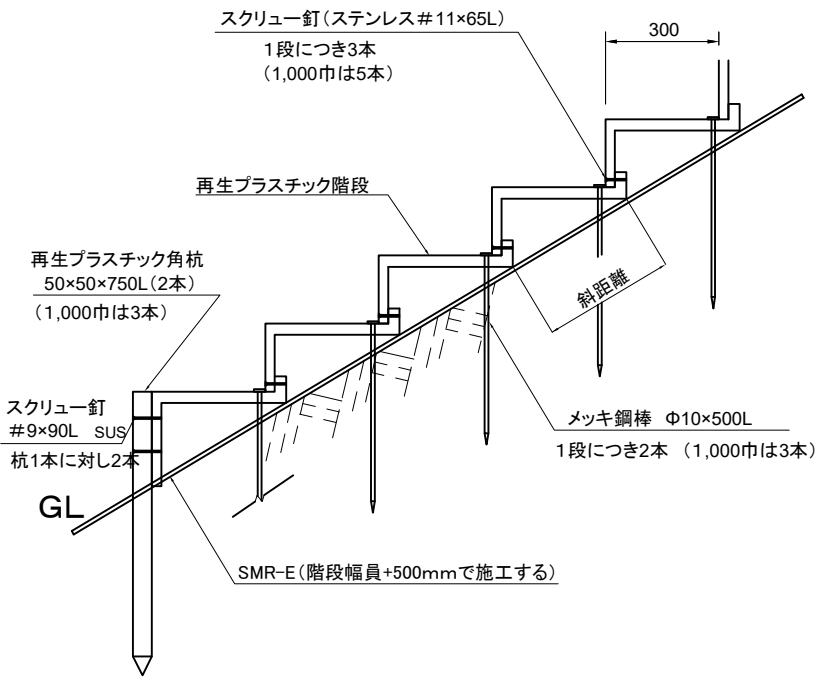 スクリュー釘(ステンレス#11×65L)
1段につき3本
(1,000巾は5本)
300
再生プラスチック階段
再生プラスチック角杭
50×50×750L(2本)
(1,000巾は3本)
斜距離
スクリュー釘
#9×90L SUS
杭1本に対し2本
メッキ鋼棒 Φ10×500L
1段につき2本 (1,000巾は3本)
GL
SMR-E(階段幅員+500mmで施工する)